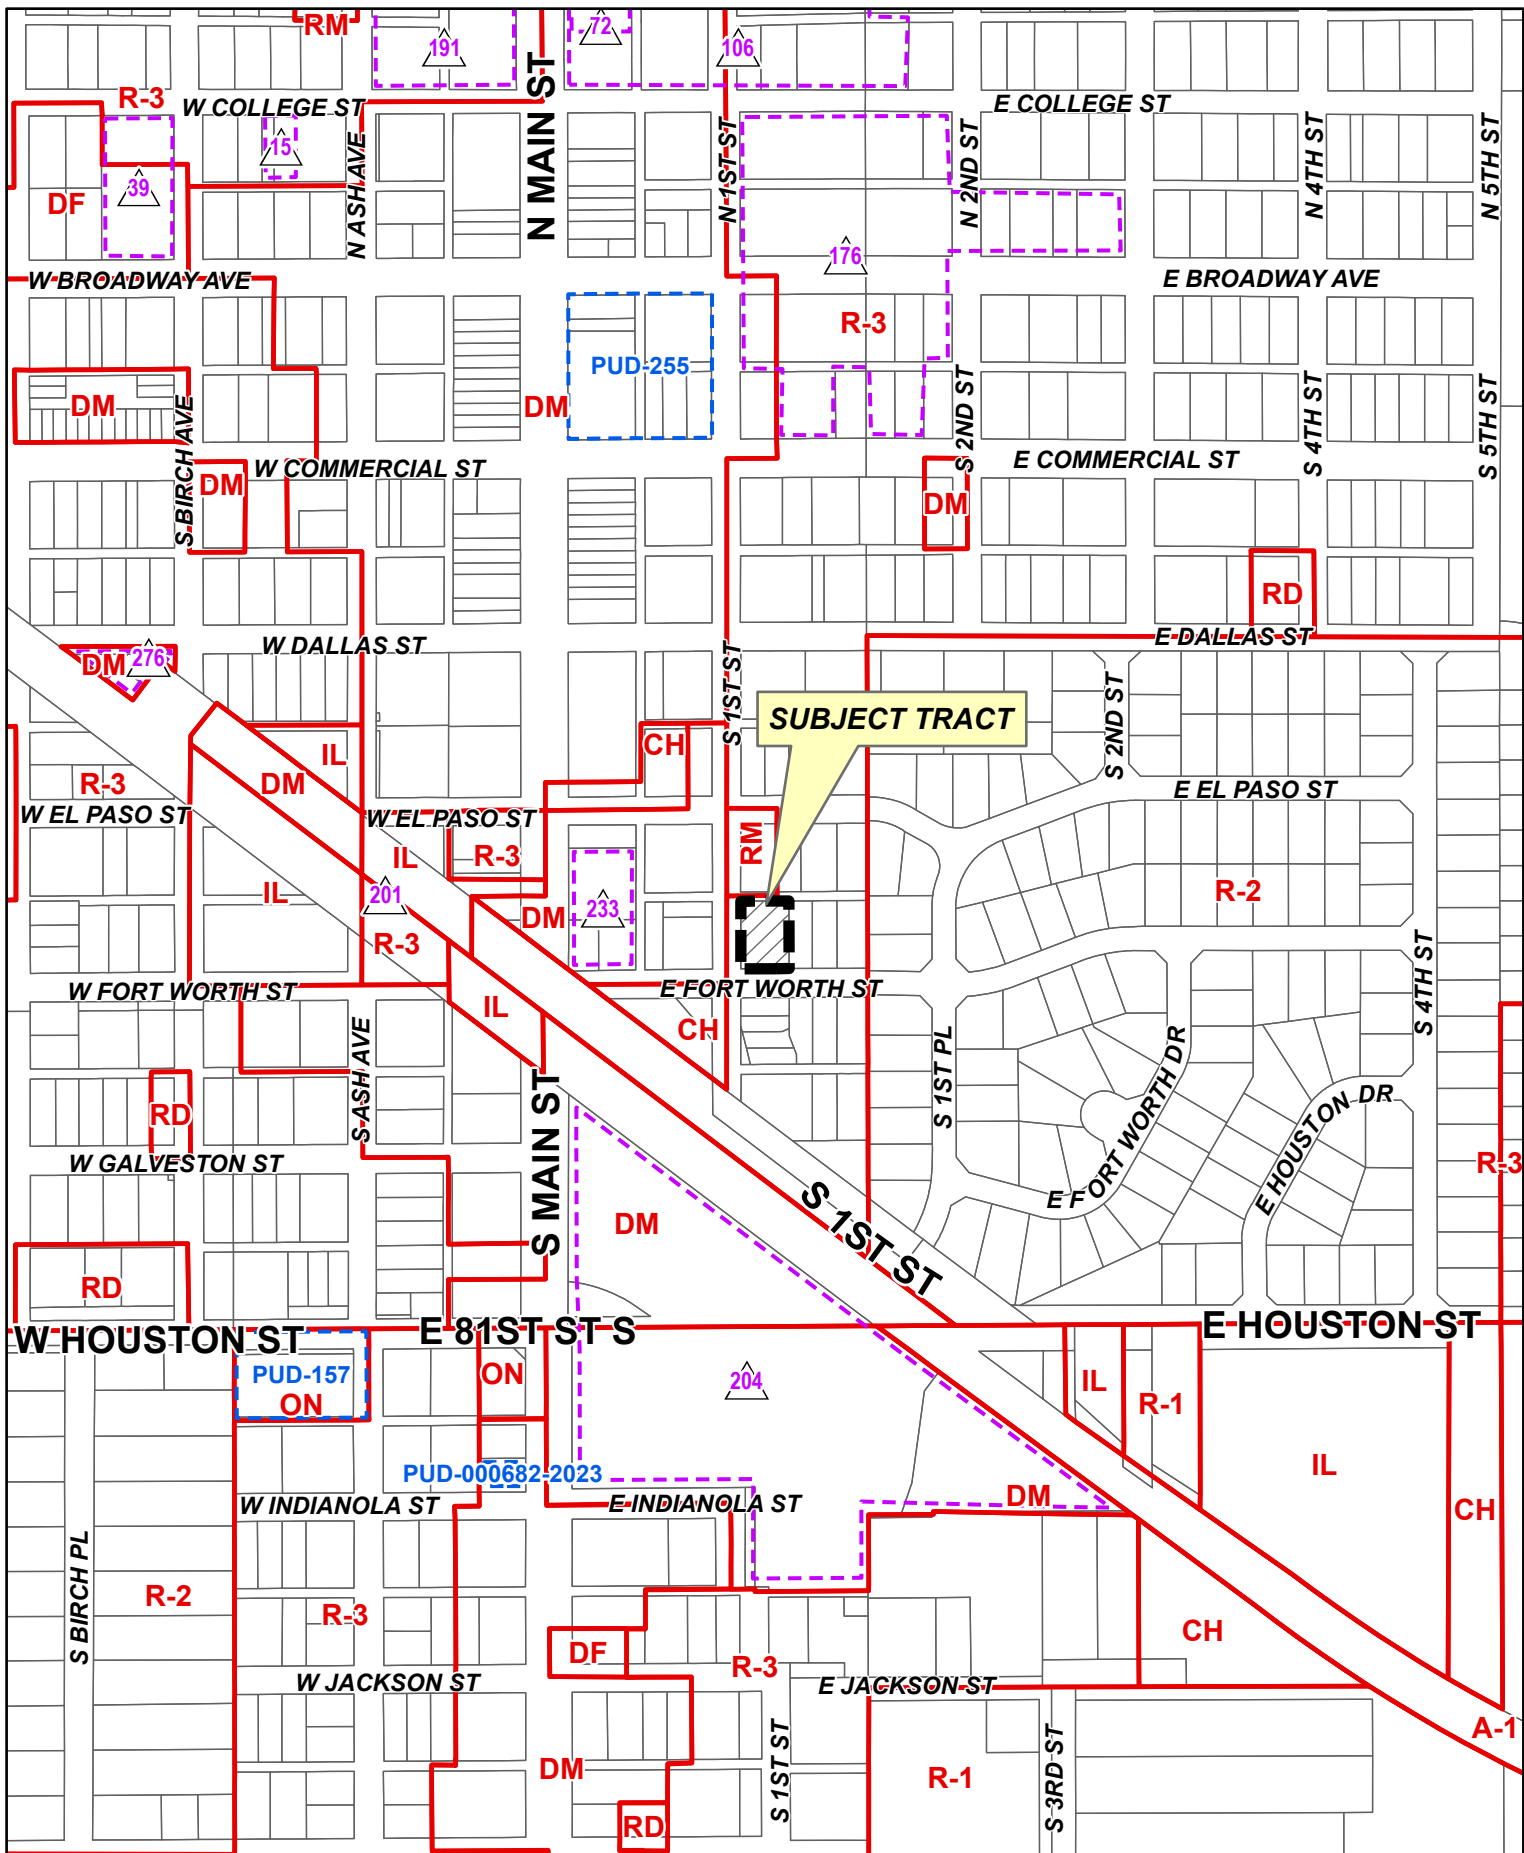 RM
191
72
106
R-3
W COLLEGE ST
N MAIN ST
E COLLEGE ST
15
39
DF
N ASH AVE
N 1ST ST
N 2ND ST
N 4TH ST
N 5TH ST
176
W BROADWAY AVE
E BROADWAY AVE
R-3
PUD-255
DM
DM
S BIRCH AVE
S 2ND ST
S 4TH ST
S 5TH ST
W COMMERCIAL ST
E COMMERCIAL ST
DM
DM
RD
W DALLAS ST
E DALLAS ST
DM
276
S 1ST ST
SUBJECT TRACT
S 2ND ST
CH
IL
R-3
DM
E EL PASO ST
W EL PASO ST
W EL PASO ST
RM
IL
R-3
R-2
IL
201
DM
233
R-3
S 4TH ST
W FORT WORTH ST
E FORT WORTH ST
IL
CH
S ASH AVE
S 1ST PL
E FORT WORTH DR
E HOUSTON DR
RD
S MAIN ST
W GALVESTON ST
R-3
DM
S 1ST ST
RD
W HOUSTON ST
E 81ST ST S
E HOUSTON ST
PUD-157
ON
ON
204
IL
R-1
IL
PUD-000682-2023
W INDIANOLA ST
E INDIANOLA ST
DM
CH
S BIRCH PL
R-2
R-3
CH
DF
R-3
W JACKSON ST
E JACKSON ST
A-1
DM
S 1ST ST
R-1
S 3RD ST
RD